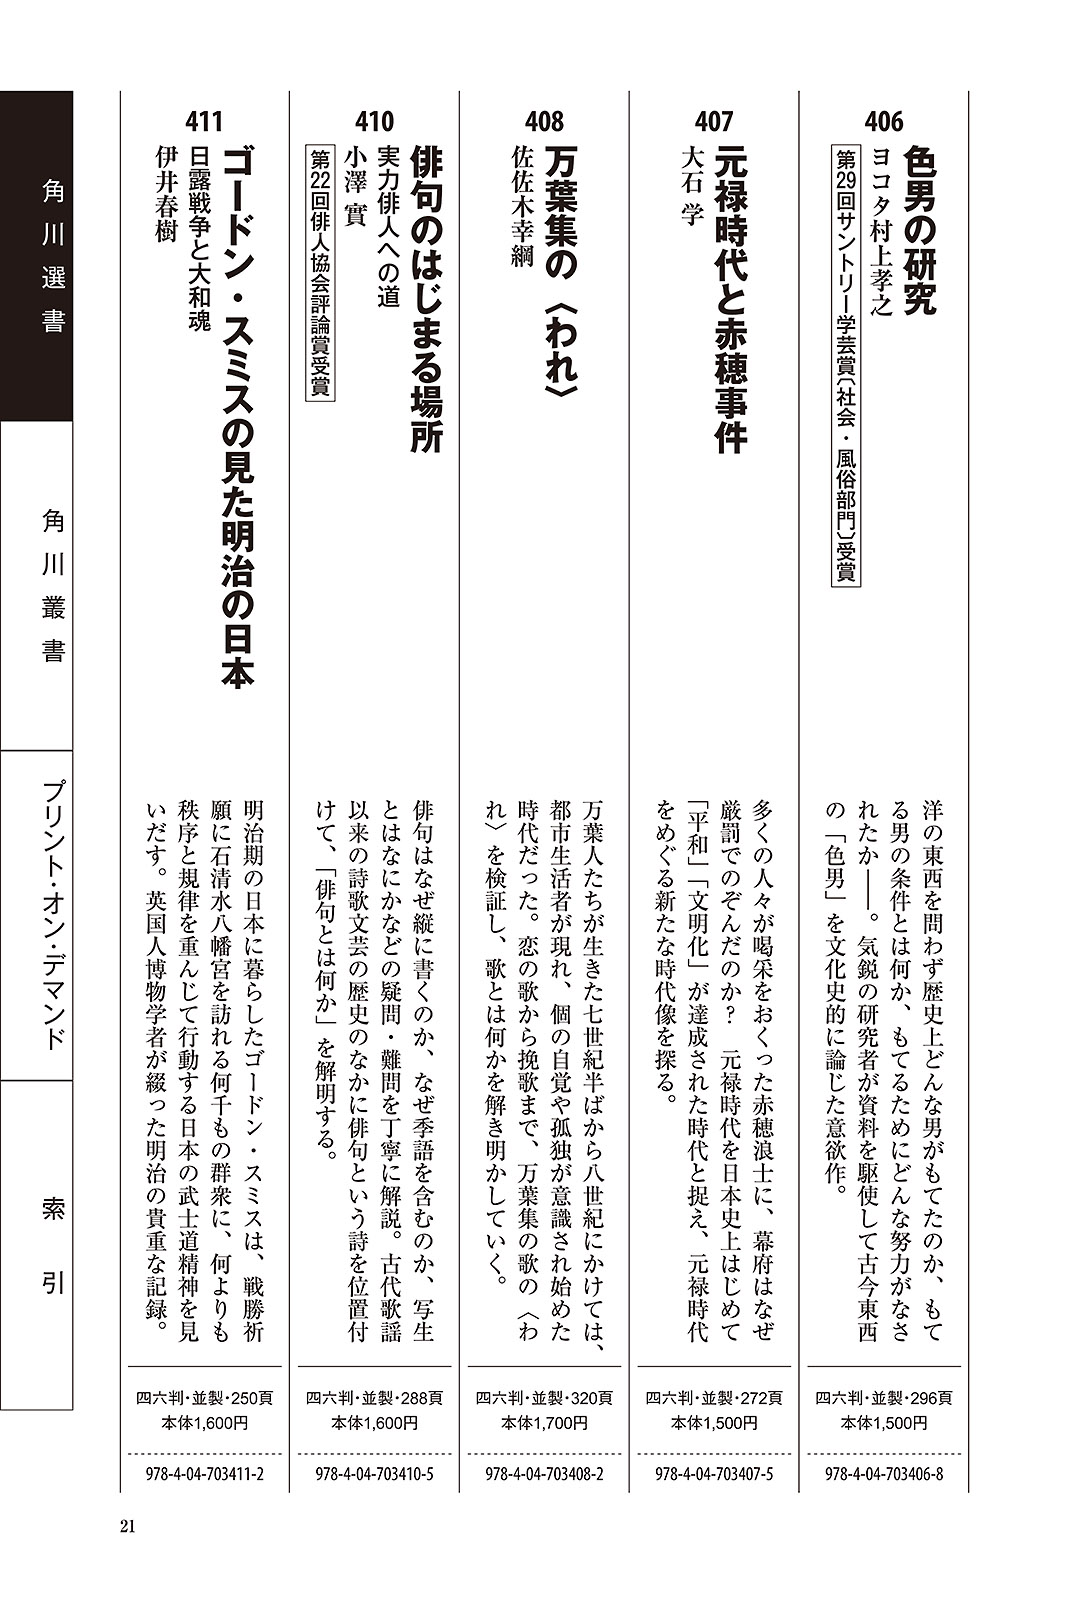 406
色男の研究
ヨコタ村上孝之
第29回サントリー学芸賞〔社会・風俗部門〕受賞
洋の東西を問わず歴史上どんな男がもてたのか、もて
る男の条件とは何か、もてるためにどんな努力がなさ
れたか――。気鋭の研究者が資料を駆使して古今東西
の「色男」を文化史的に論じた意欲作。
四六判・並製・296頁
本体1,500円
978-4-04-703406-8
407
元禄時代と赤穂事件
大石 学
多くの人々が喝采をおくった赤穂浪士に、幕府はなぜ
厳罰でのぞんだのか？　元禄時代を日本史上はじめて
「平和」「文明化」が達成された時代と捉え、元禄時代
をめぐる新たな時代像を探る。
四六判・並製・272頁
本体1,500円
978-4-04-703407-5
408
万葉集の〈われ〉
佐佐木幸綱
万葉人たちが生きた七世紀半ばから八世紀にかけては、
都市生活者が現れ、個の自覚や孤独が意識され始めた
時代だった。恋の歌から挽歌まで、万葉集の歌の〈わ
れ〉を検証し、歌とは何かを解き明かしていく。
四六判・並製・320頁
本体1,700円
978-4-04-703408-2
410
俳句のはじまる場所
実力俳人への道
小澤 實
第22回俳人協会評論賞受賞
俳句はなぜ縦に書くのか、なぜ季語を含むのか、写生
とはなにかなどの疑問・難問を丁寧に解説。古代歌謡
以来の詩歌文芸の歴史のなかに俳句という詩を位置付
けて、「俳句とは何か」を解明する。
四六判・並製・288頁
本体1,600円
978-4-04-703410-5
411
ゴードン・スミスの見た明治の日本
日露戦争と大和魂
伊井春樹
明治期の日本に暮らしたゴードン・スミスは、戦勝祈
願に石清水八幡宮を訪れる何千もの群衆に、何よりも
秩序と規律を重んじて行動する日本の武士道精神を見
いだす。英国人博物学者が綴った明治の貴重な記録。
四六判・並製・250頁
本体1,600円
978-4-04-703411-2
角川選書
角川叢書
プリント・オン・デマンド
索引
21